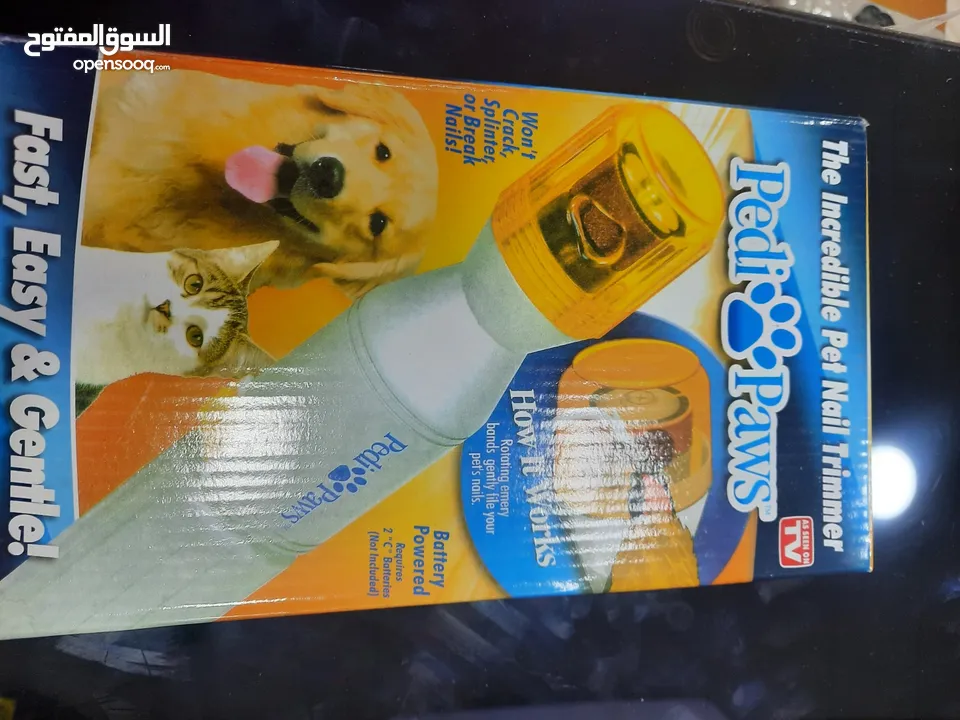 السوق المفتوح
opensooq.com
The Incredible Pet Nail Trimmer
Pedi Paws™
AS SEEN ON
TV
Won't
Crack,
Splinter,
or Break
Nails!
How it Works
Rotating emery
bands gently file your
pet's nails.
Pedi Paws
Battery
Powered
Requires
2 "C" Batteries
(Not Included)
Fast, Easy & Gentle!